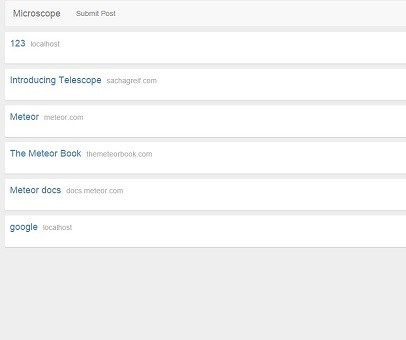 Microscope Submit Post
123 localhost
Introducing Telescope sachagreif.com
Meteor meteor.com
The Meteor Book themeteorbook.com
Meteor docs docs.meteor.com
google localhost